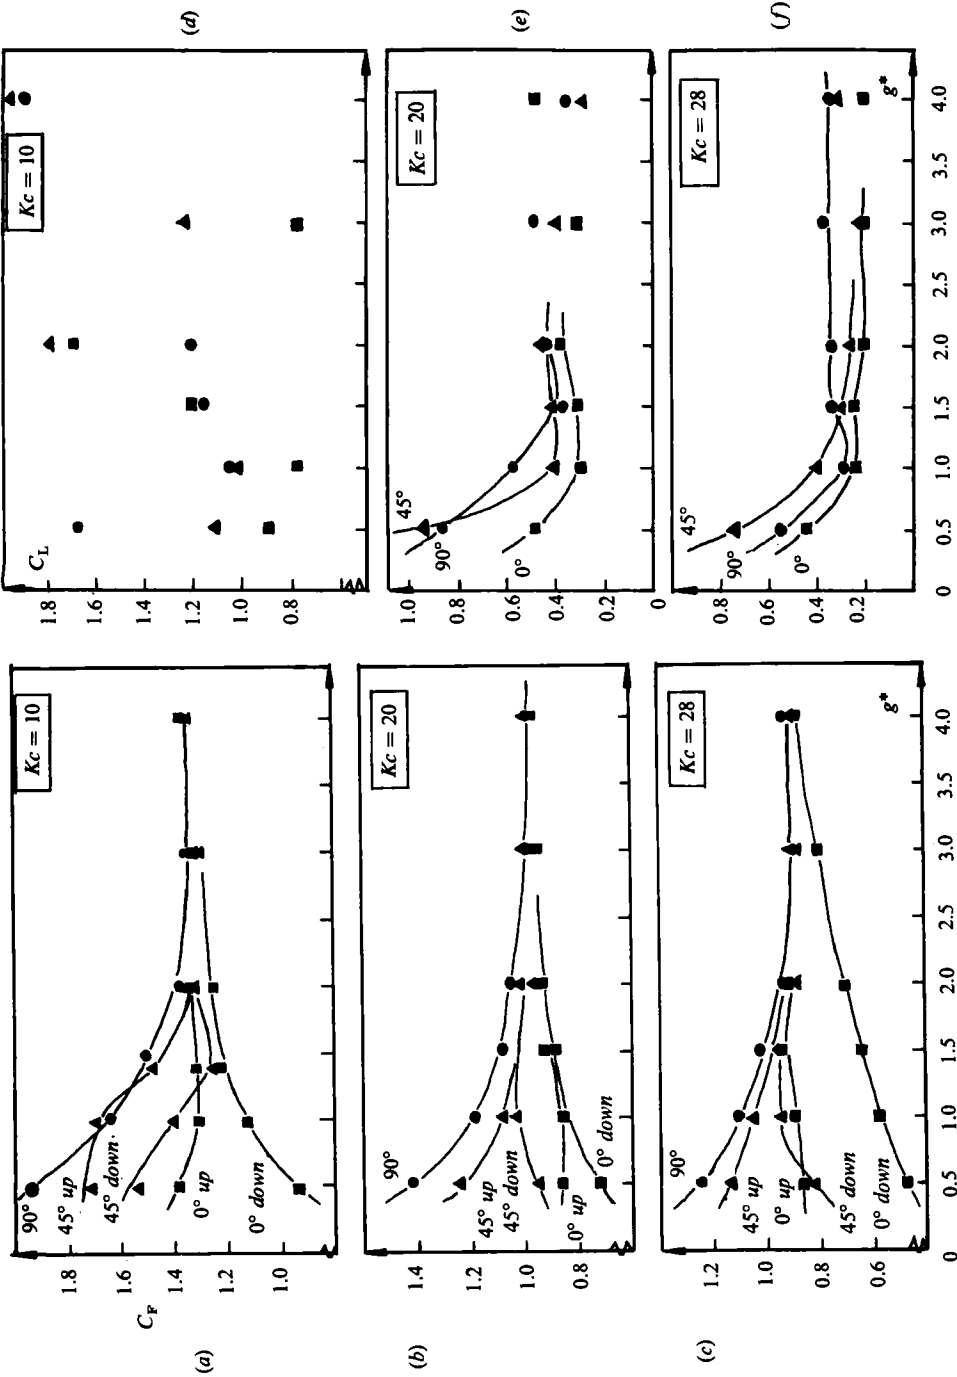 (a)
C_F
1.8
1.6
1.4
1.2
1.0
Kc = 10
90°
45° up
45° down
0° up
0° down
(b)
1.4
1.2
1.0
0.8
Kc = 20
90°
45° up
45° down
0° up
0° down
(c)
1.2
1.0
0.8
0.6
Kc = 28
90°
45° up
0° up
45° down
0° down
0 0.5 1.0 1.5 2.0 2.5 3.0 3.5 4.0
g*
C_L
1.8
1.6
1.4
1.2
1.0
0.8
Kc = 10
(d)
1.0
0.8
0.6
0.4
0.2
0
Kc = 20
45°
90°
0°
(e)
0.8
0.6
0.4
0.2
Kc = 28
45°
90°
0°
(f)
0 0.5 1.0 1.5 2.0 2.5 3.0 3.5 4.0
g*